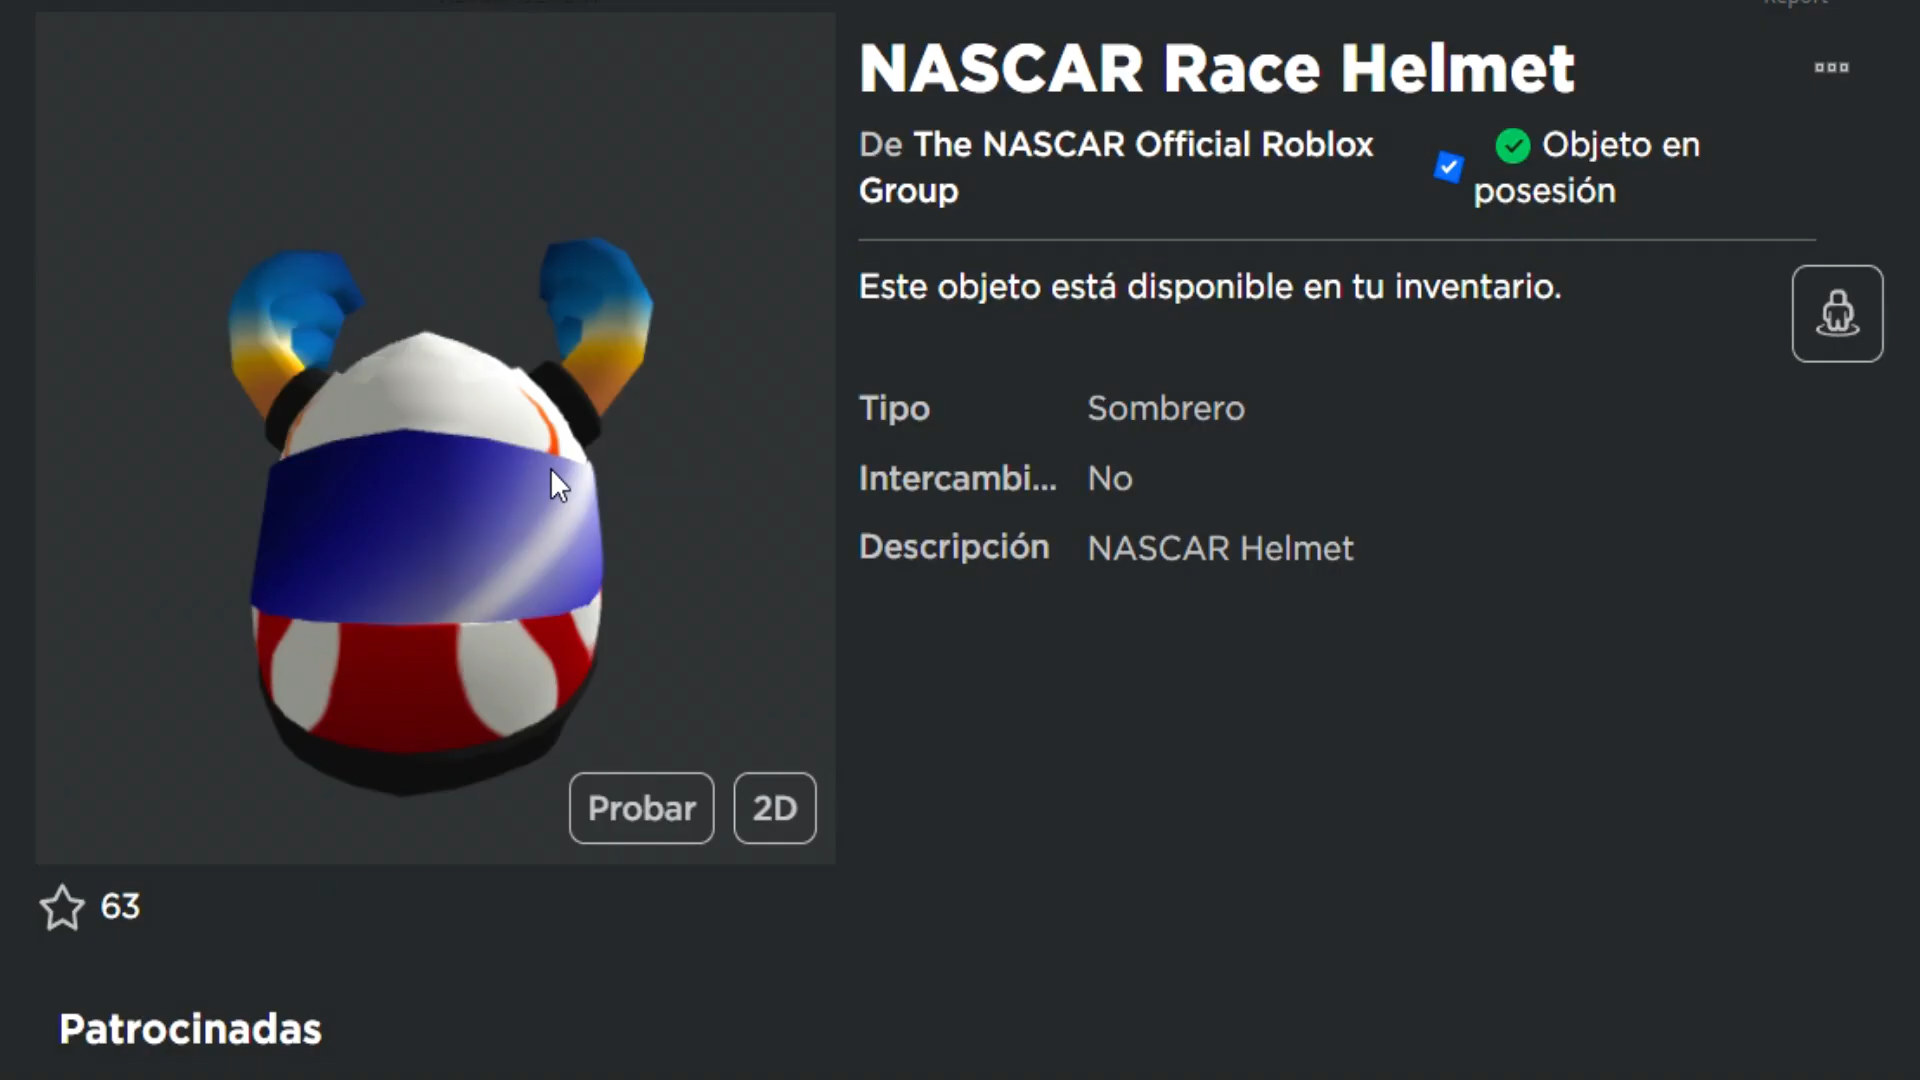 Report
NASCAR Race Helmet
De The NASCAR Official Roblox
Group
Objeto en
posesión
Este objeto está disponible en tu inventario.
Tipo Sombrero
Intercambi... No
Descripción NASCAR Helmet
Probar 2D
63
Patrocinadas